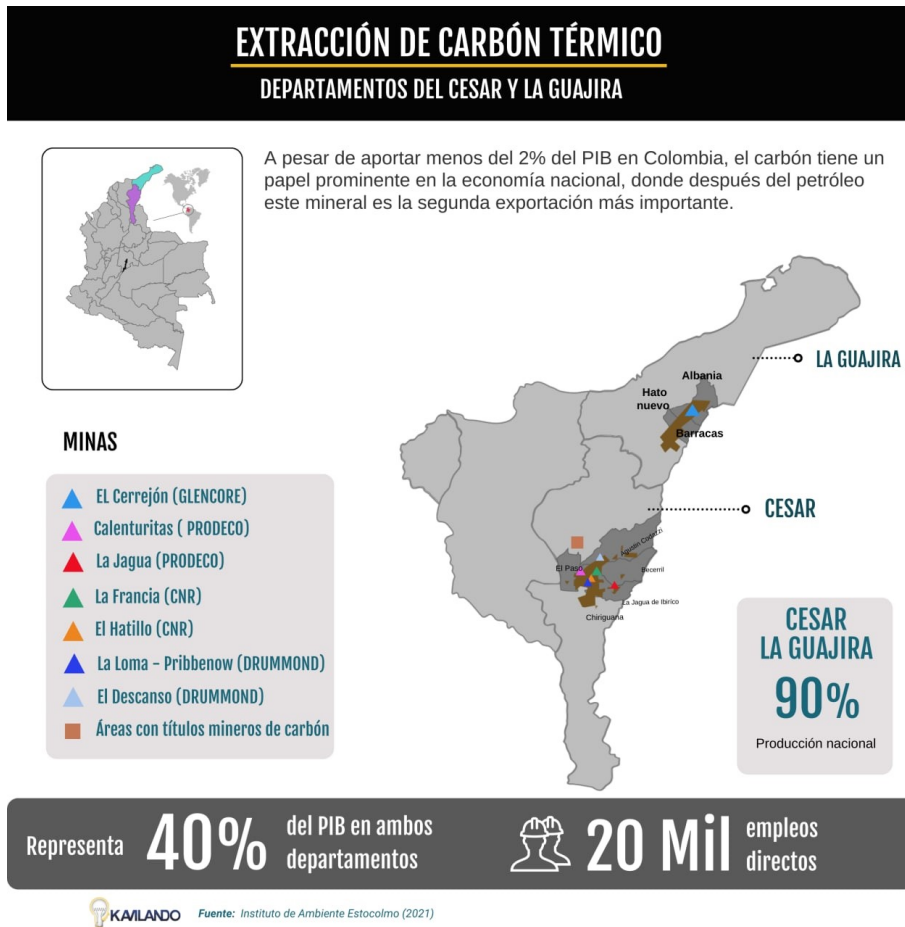 EXTRACCIÓN DE CARBÓN TÉRMICO
DEPARTAMENTOS DEL CESAR Y LA GUAJIRA
A pesar de aportar menos del 2% del PIB en Colombia, el carbón tiene un
papel prominente en la economía nacional, donde después del petróleo
este mineral es la segunda exportación más importante.
LA GUAJIRA
Albania
Hato
nuevo
Barracas
CESAR
Agustín Codazzi
El Paso
Becerril
La Jagua de Ibirico
Chiriguana
MINAS
EL Cerrejón (GLENCORE)
Calenturitas ( PRODECO)
La Jagua (PRODECO)
La Francia (CNR)
El Hatillo (CNR)
La Loma - Pribbenow (DRUMMOND)
El Descanso (DRUMMOND)
Áreas con títulos mineros de carbón
CESAR
LA GUAJIRA
90%
Producción nacional
Representa 40% del PIB en ambos
departamentos
20 Mil empleos
directos
KAVILANDO
Fuente: Instituto de Ambiente Estocolmo (2021)